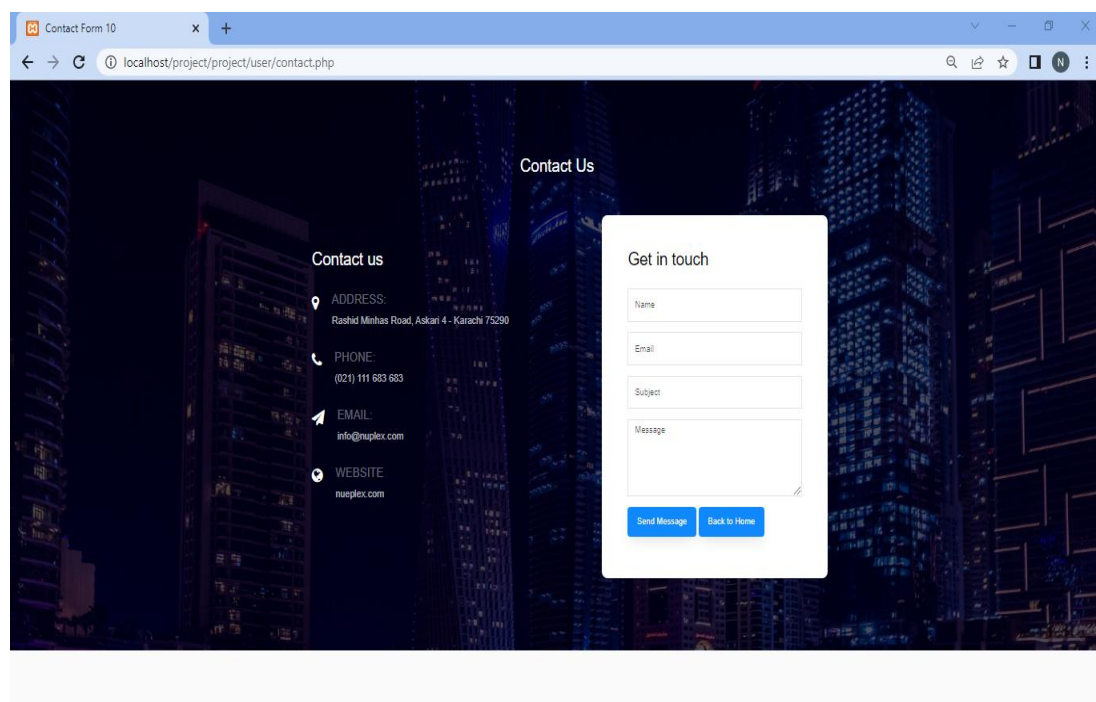 Contact Form 10
localhost/project/project/user/contact.php
N
Contact Us
Contact us
ADDRESS:
Rashid Minhas Road, Askari 4 - Karachi 75290
PHONE:
(021) 111 683 683
EMAIL:
info@nuplex.com
WEBSITE
nueplex.com
Get in touch
Name
Email
Subject
Message
Send Message Back to Home